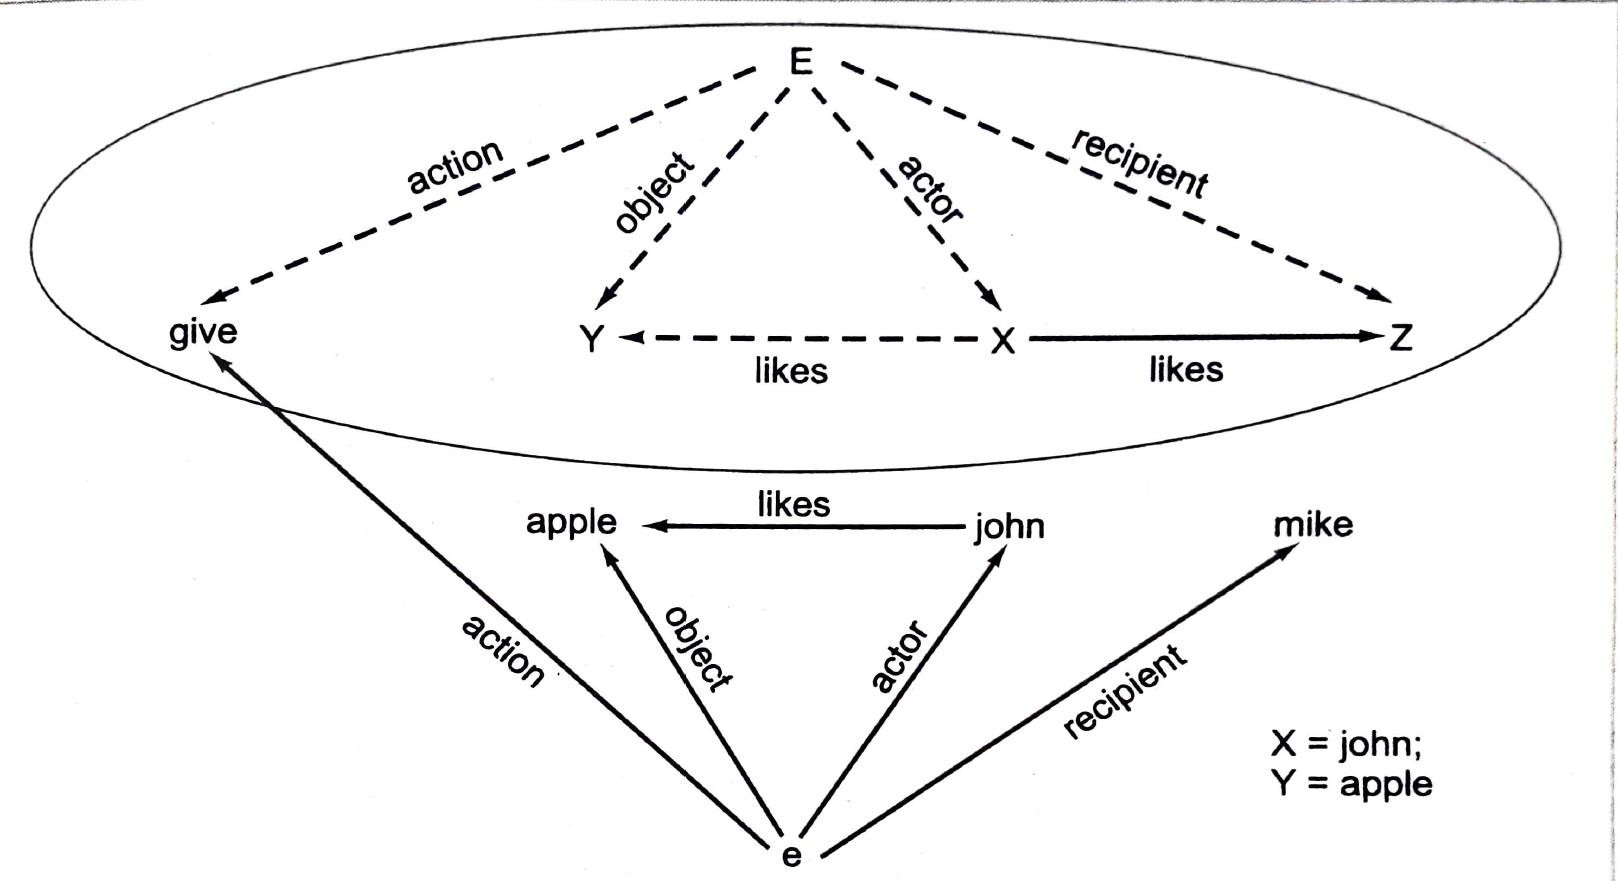 E
action
object
actor
recipient
give
Y
X
Z
likes
likes
likes
apple
john
mike
action
object
actor
recipient
X = john;
Y = apple
e